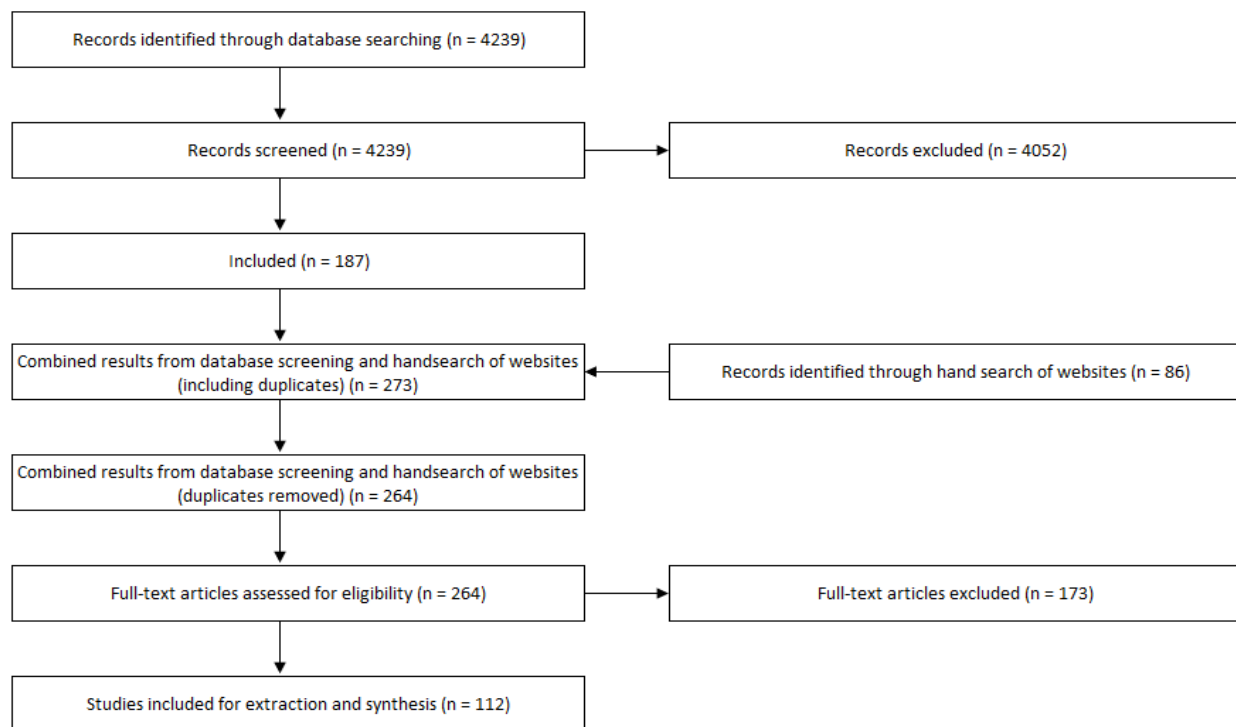 Records identified through database searching (n = 4239)
Records screened (n = 4239)
Records excluded (n = 4052)
Included (n = 187)
Combined results from database screening and handsearch of websites
(including duplicates) (n = 273)
Records identified through hand search of websites (n = 86)
Combined results from database screening and handsearch of websites
(duplicates removed) (n = 264)
Full-text articles assessed for eligibility (n = 264)
Full-text articles excluded (n = 173)
Studies included for extraction and synthesis (n = 112)